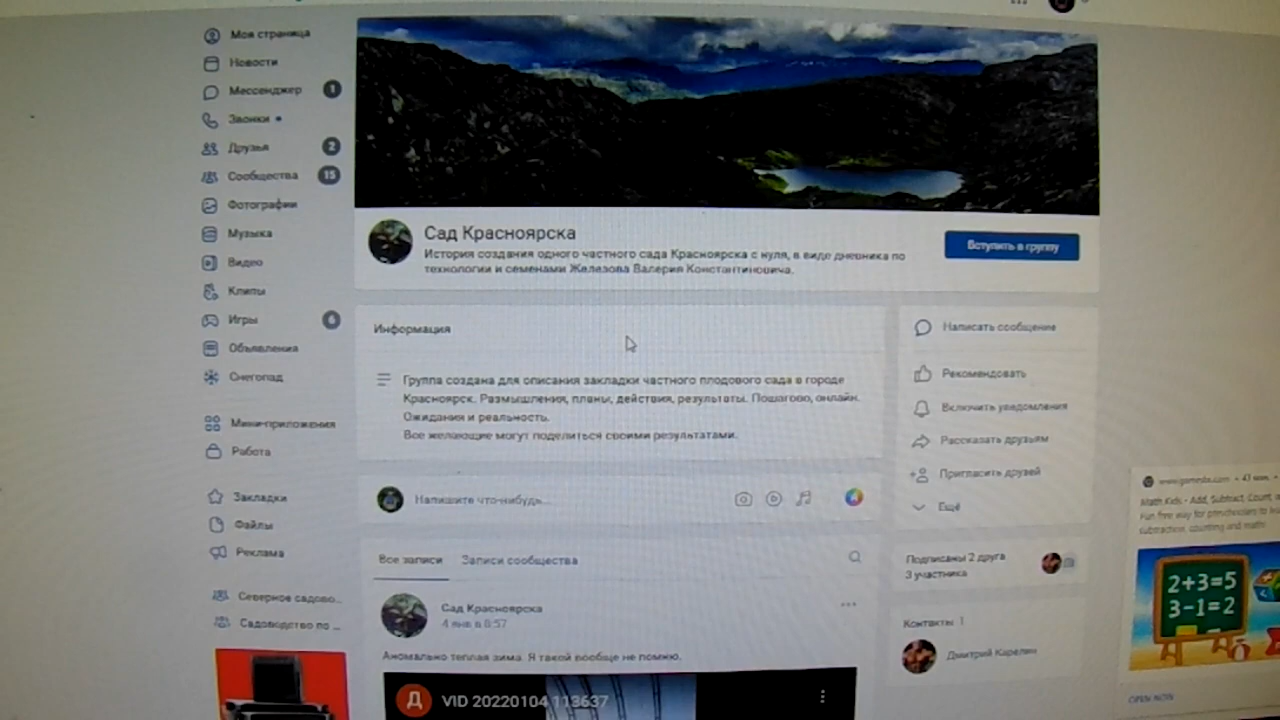 Моя страница
Новости
Мессенджер 1
Звонки
Друзья 2
Сообщества 15
Фотографии
Музыка
Видео
Клипы
Игры 6
Объявления
Снегопад
Мини-приложения
Работа
Закладки
Файлы
Реклама
Северное садово...
Садоводство по ...
Сад Красноярска
История создания одного частного сада Красноярска с нуля, в виде дневника по
технологии и семенами Железова Валерия Константиновича.
Вступить в группу
Информация
Группа создана для описания закладки частного плодового сада в городе
Красноярск. Размышления, планы, действия, результаты. Пошагово, онлайн.
Ожидания и реальность.
Все желающие могут поделиться своими результатами.
Напишите что-нибудь...
Все записи Записи сообщества
Сад Красноярска
4 янв в 8:57
Аномально теплая зима. Я такой вообще не помню.
Д VID 20220104 113637
Написать сообщение
Рекомендовать
Включить уведомления
Рассказать друзьям
Пригласить друзей
Ещё
Подписаны 2 друга
3 участника
Контакты 1
Дмитрий Карелин
Math Kids - Add, Subtract, Count,
Fun free way for preschoolers to
subtraction, counting and math!
2+3=5
3-1=2
OPEN NOW